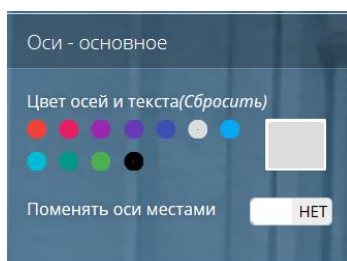 Оси - основное
Цвет осей и текста(Сбросить)
Поменять оси местами НЕТ